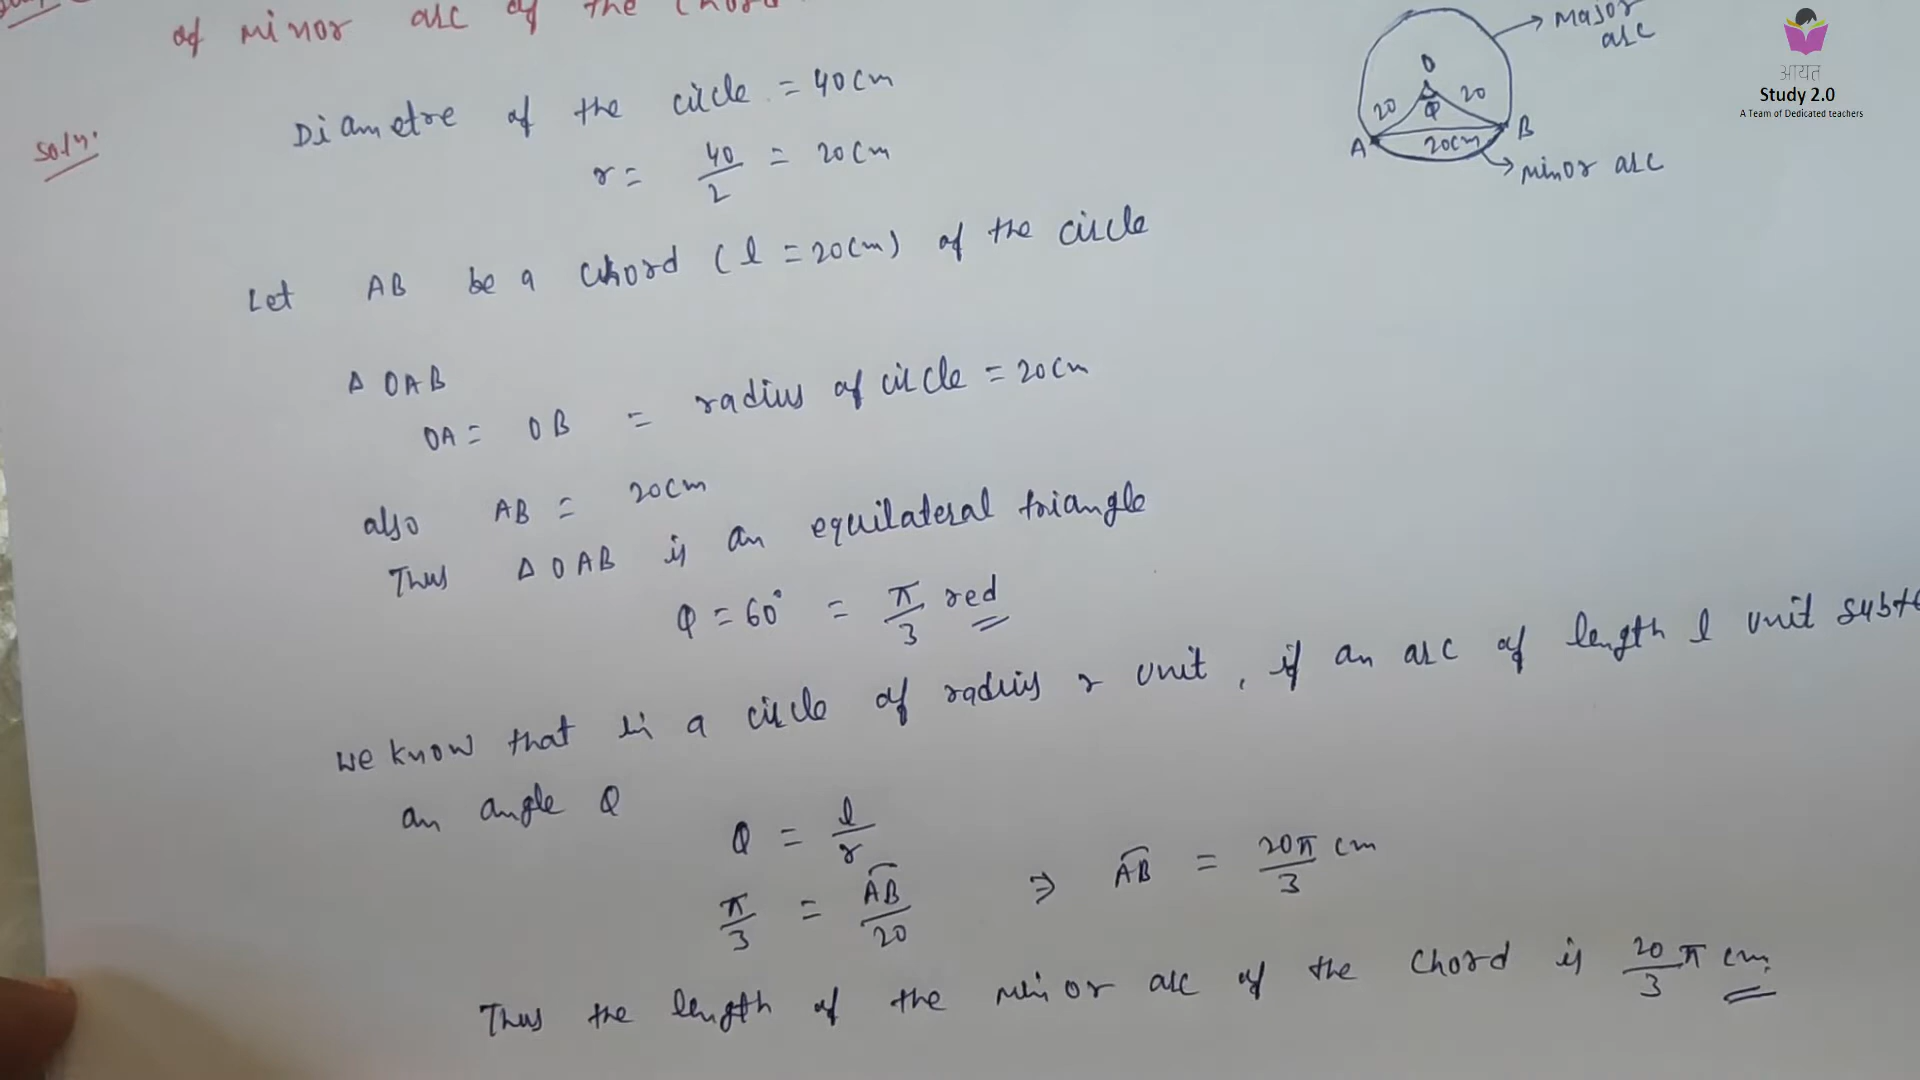 of minor arc of the chord
Diametre of the circle = 40cm
Soln.
r = 40/2 = 20cm
Let AB be a chord (l = 20cm) of the circle
Δ OAB
OA = OB = radius of circle = 20cm
also AB = 20cm
Thus Δ OAB is an equilateral triangle
θ = 60° = π/3 red
we know that in a circle of radius r unit, if an arc of length l unit subte
an angle θ
θ = l/r
π/3 = A͡B/20 ⇒ A͡B = 20π/3 cm
Thus the length of the minor arc of the chord is 20/3 π cm.
Major
arc
O
20 θ 20
A 20cm B
minor arc
आयत
Study 2.0
A Team of Dedicated teachers